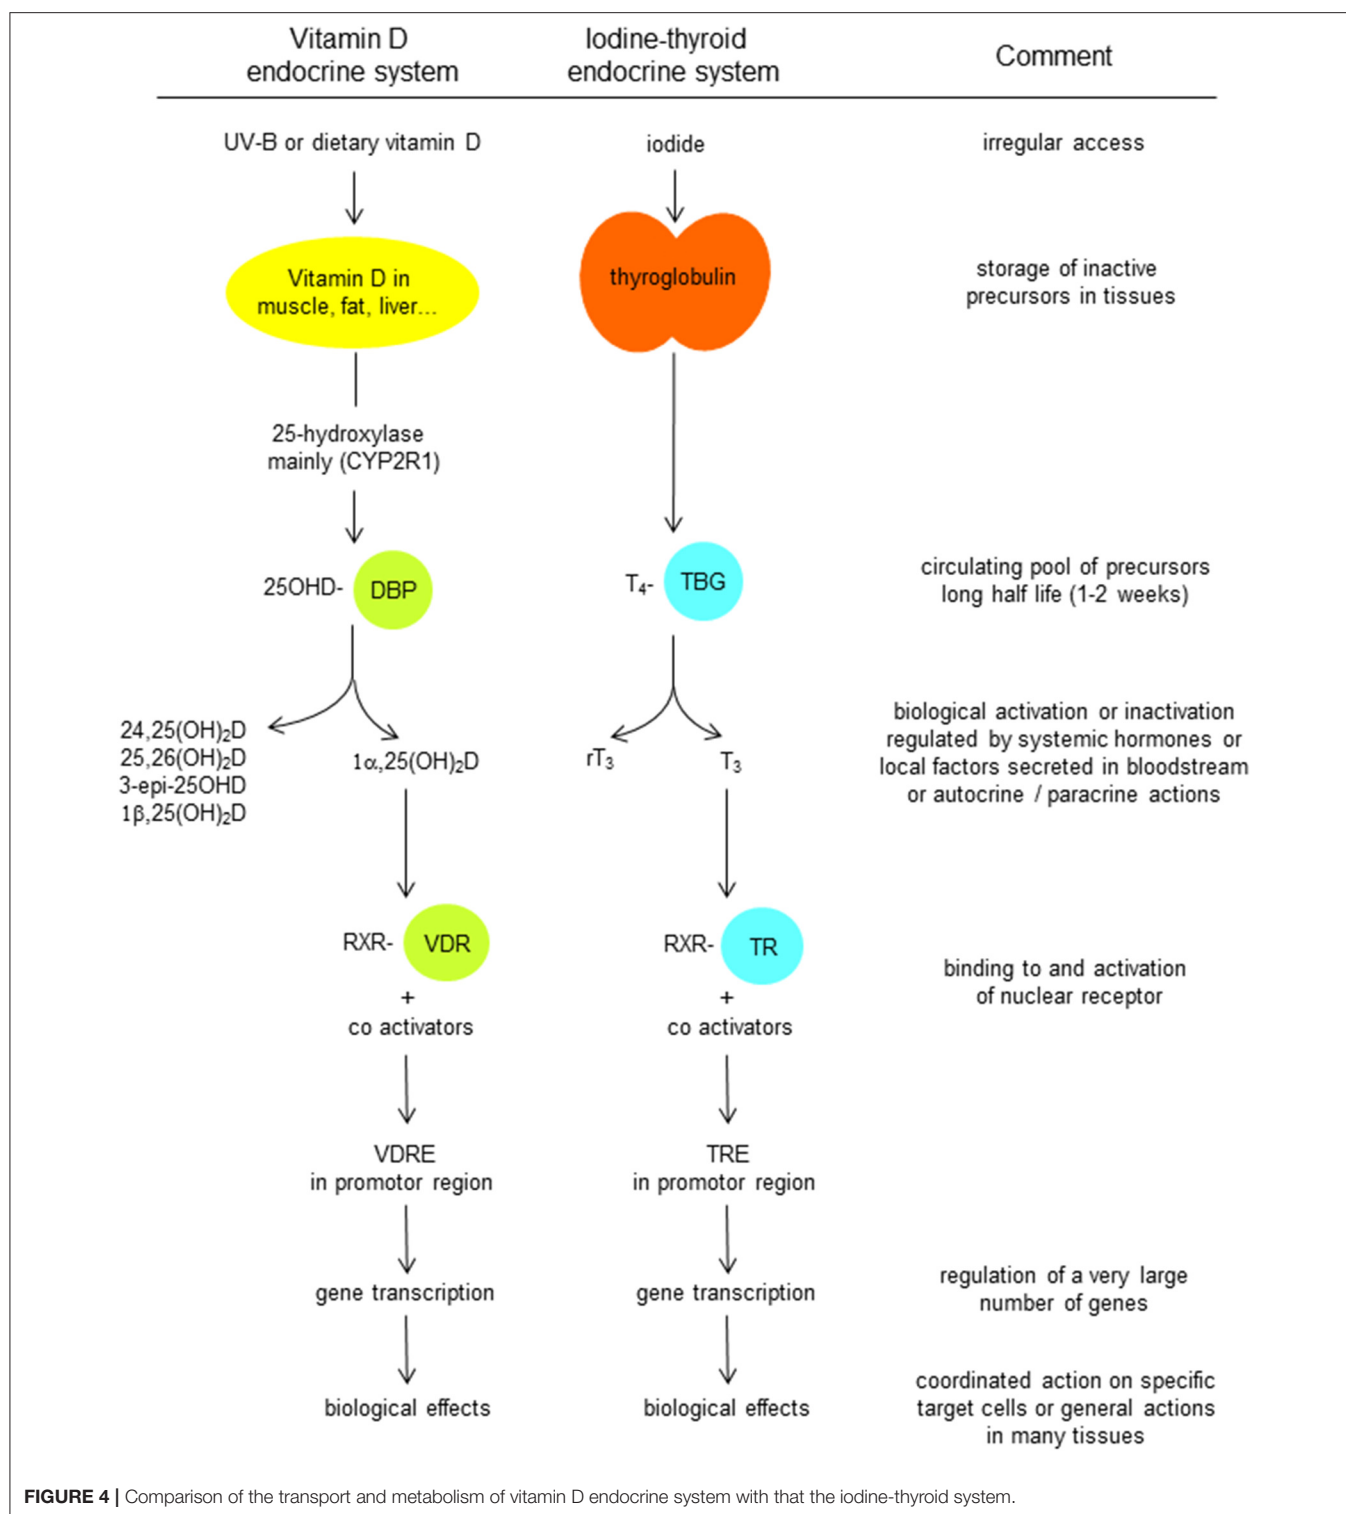 Vitamin D
endocrine system
Iodine-thyroid
endocrine system
Comment
UV-B or dietary vitamin D
iodide
irregular access
Vitamin D in
muscle, fat, liver...
thyroglobulin
storage of inactive
precursors in tissues
25-hydroxylase
mainly (CYP2R1)
25OHD-
DBP
T₄-
TBG
circulating pool of precursors
long half life (1-2 weeks)
24,25(OH)₂D
25,26(OH)₂D
3-epi-25OHD
1β,25(OH)₂D
1α,25(OH)₂D
rT₃
T₃
biological activation or inactivation
regulated by systemic hormones or
local factors secreted in bloodstream
or autocrine / paracrine actions
RXR-
VDR
+
co activators
RXR-
TR
+
co activators
binding to and activation
of nuclear receptor
VDRE
in promotor region
TRE
in promotor region
gene transcription
gene transcription
regulation of a very large
number of genes
biological effects
biological effects
coordinated action on specific
target cells or general actions
in many tissues
FIGURE 4 | Comparison of the transport and metabolism of vitamin D endocrine system with that the iodine-thyroid system.